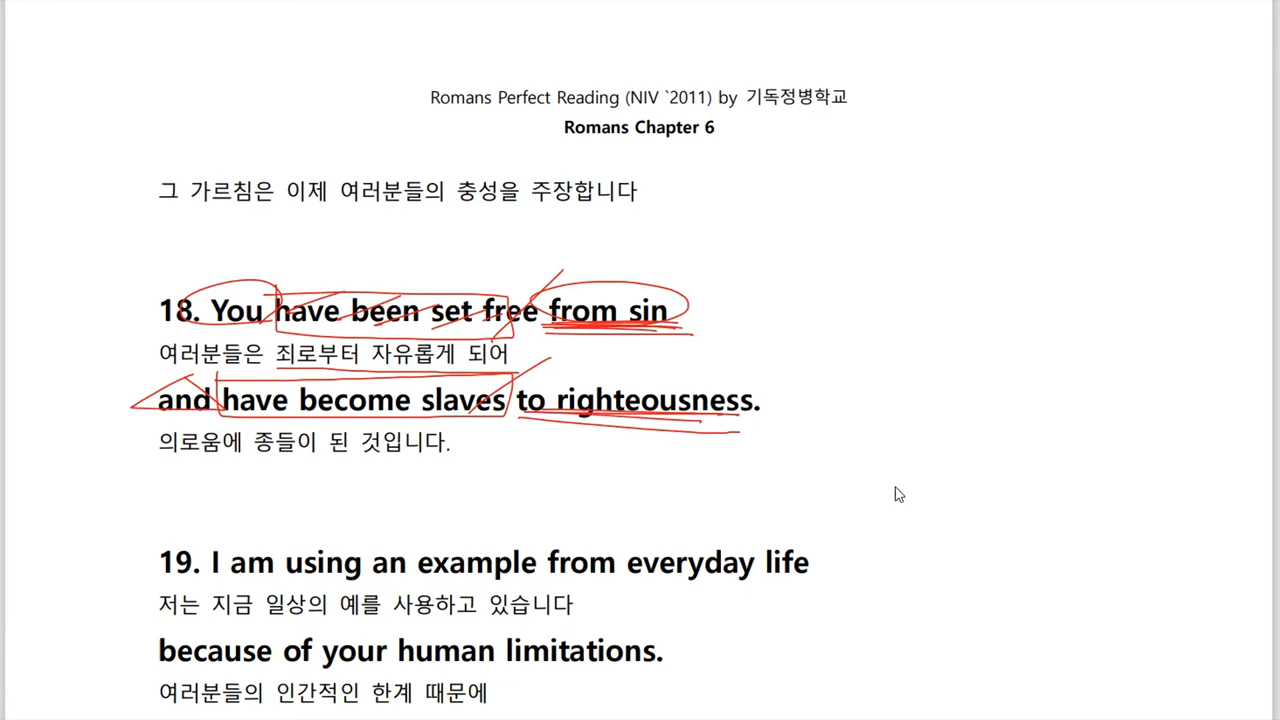 Romans Perfect Reading (NIV `2011) by 기독정병학교
Romans Chapter 6
그 가르침은 이제 여러분들의 충성을 주장합니다
18. You have been set free from sin
여러분들은 죄로부터 자유롭게 되어
and have become slaves to righteousness.
의로움에 종들이 된 것입니다.
19. I am using an example from everyday life
저는 지금 일상의 예를 사용하고 있습니다
because of your human limitations.
여러분들의 인간적인 한계 때문에